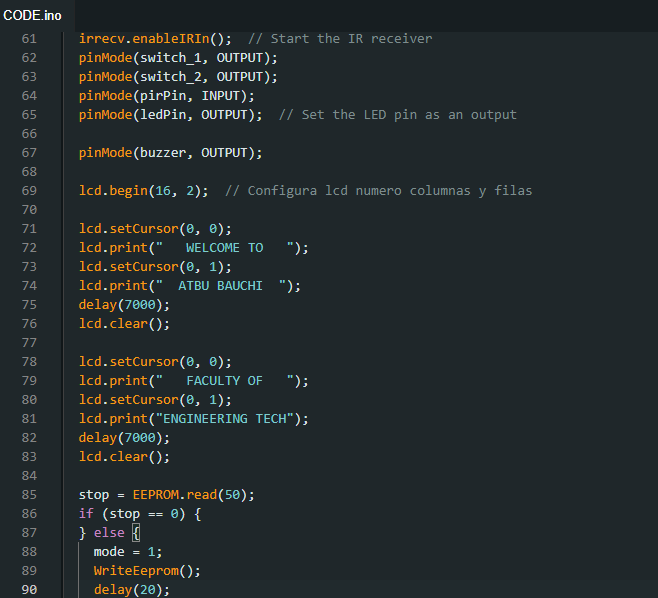 CODE.ino
61 irrecv.enableIRIn();  // Start the IR receiver
62 pinMode(switch_1, OUTPUT);
63 pinMode(switch_2, OUTPUT);
64 pinMode(pirPin, INPUT);
65 pinMode(ledPin, OUTPUT);  // Set the LED pin as an output
66
67 pinMode(buzzer, OUTPUT);
68
69 lcd.begin(16, 2);  // Configura lcd numero columnas y filas
70
71 lcd.setCursor(0, 0);
72 lcd.print("   WELCOME TO   ");
73 lcd.setCursor(0, 1);
74 lcd.print("  ATBU BAUCHI  ");
75 delay(7000);
76 lcd.clear();
77
78 lcd.setCursor(0, 0);
79 lcd.print("   FACULTY OF   ");
80 lcd.setCursor(0, 1);
81 lcd.print("ENGINEERING TECH");
82 delay(7000);
83 lcd.clear();
84
85 stop = EEPROM.read(50);
86 if (stop == 0) {
87 } else {
88   mode = 1;
89   WriteEeprom();
90   delay(20);